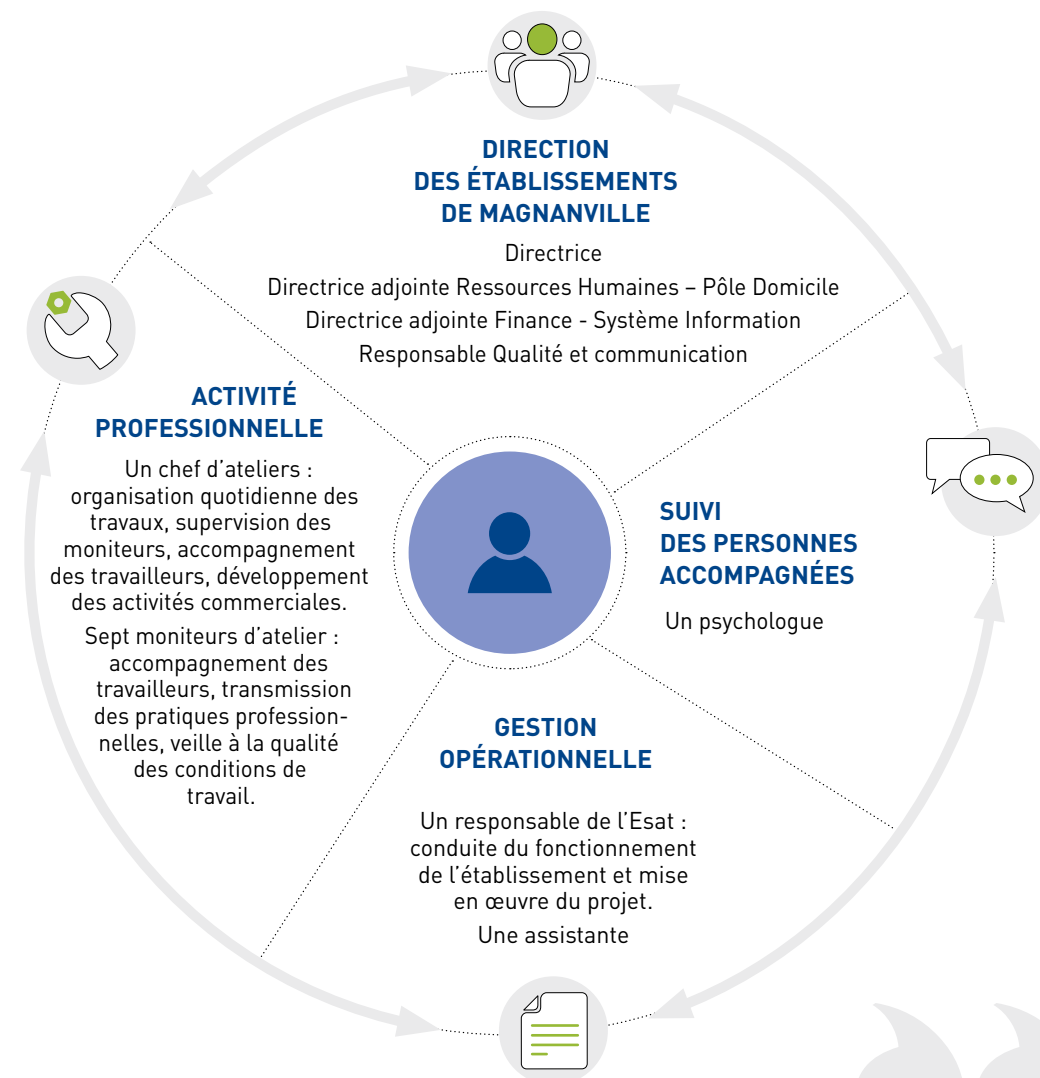 DIRECTION
DES ÉTABLISSEMENTS
DE MAGNANVILLE
Directrice
Directrice adjointe Ressources Humaines – Pôle Domicile
Directrice adjointe Finance - Système Information
Responsable Qualité et communication
ACTIVITÉ
PROFESSIONNELLE
Un chef d’ateliers :
organisation quotidienne des
travaux, supervision des
moniteurs, accompagnement
des travailleurs, développement
des activités commerciales.
Sept moniteurs d’atelier :
accompagnement des
travailleurs, transmission
des pratiques profession-
nelles, veille à la qualité
des conditions de
travail.
SUIVI
DES PERSONNES
ACCOMPAGNÉES
Un psychologue
GESTION
OPÉRATIONNELLE
Un responsable de l’Esat :
conduite du fonctionnement
de l’établissement et mise
en œuvre du projet.
Une assistante